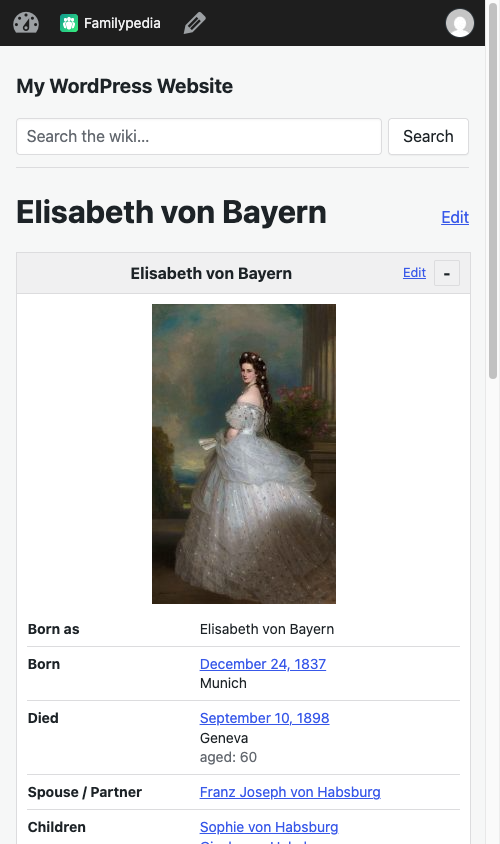 Familypedia
My WordPress Website
Search the wiki...
Search
Elisabeth von Bayern
Edit
Elisabeth von Bayern
Edit
-
Born as
Elisabeth von Bayern
Born
December 24, 1837
Munich
Died
September 10, 1898
Geneva
aged: 60
Spouse / Partner
Franz Joseph von Habsburg
Children
Sophie von Habsburg